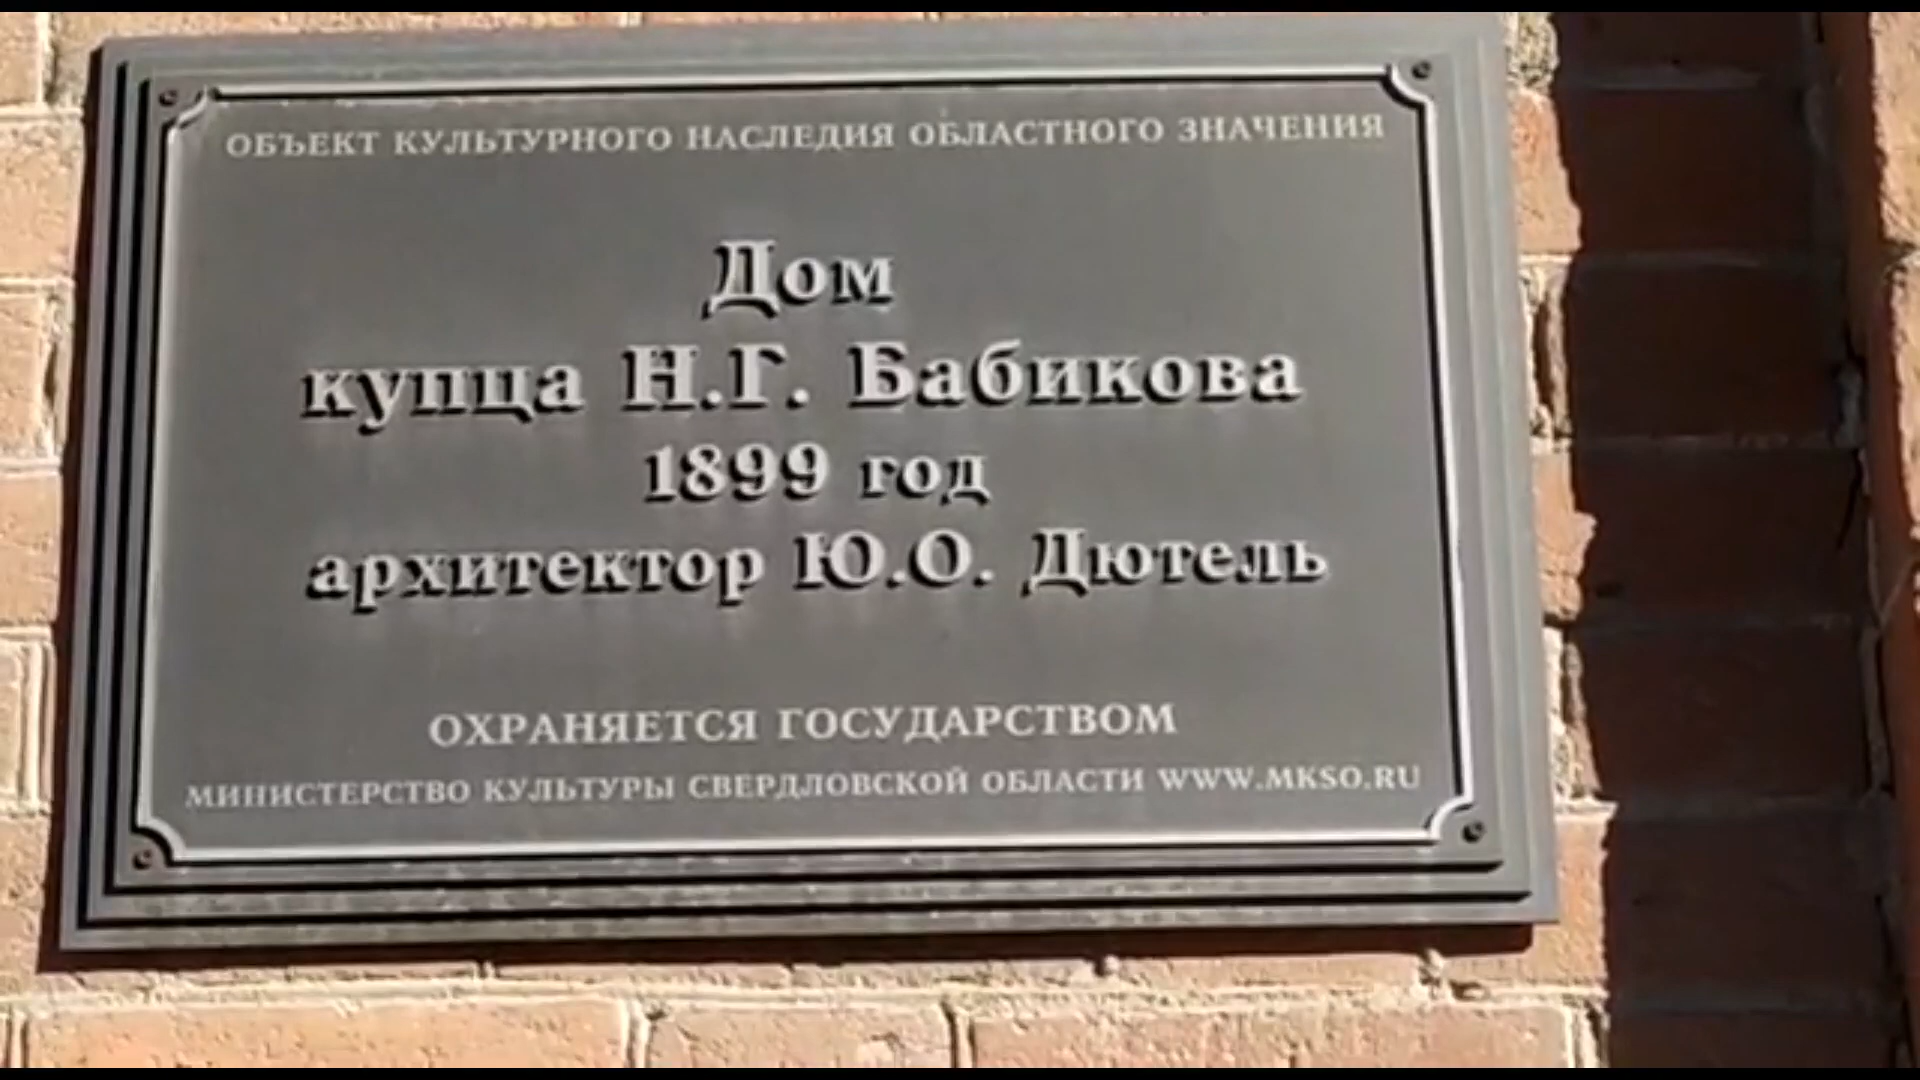 ОБЪЕКТ КУЛЬТУРНОГО НАСЛЕДИЯ ОБЛАСТНОГО ЗНАЧЕНИЯ
Дом
купца Н.Г. Бабикова
1899 год
архитектор Ю.О. Дютель
ОХРАНЯЕТСЯ ГОСУДАРСТВОМ
МИНИСТЕРСТВО КУЛЬТУРЫ СВЕРДЛОВСКОЙ ОБЛАСТИ WWW.MKSO.RU